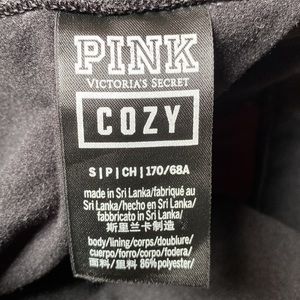 PINK
VICTORIA'S SECRET
COZY
S|P|CH|170/68A
made in Sri Lanka/fabriqué au
Sri Lanka/hecho en Sri Lanka/
fabbricato in Sri Lanka/
斯里兰卡制造
body/lining/corps/doublure/
cuerpo/forro/corpo/fodera/
面料/里料 86% polyester/